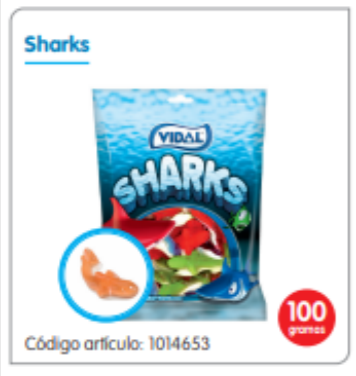 Sharks
VIDAL
SHARKS
100
gramos
Código artículo: 1014653